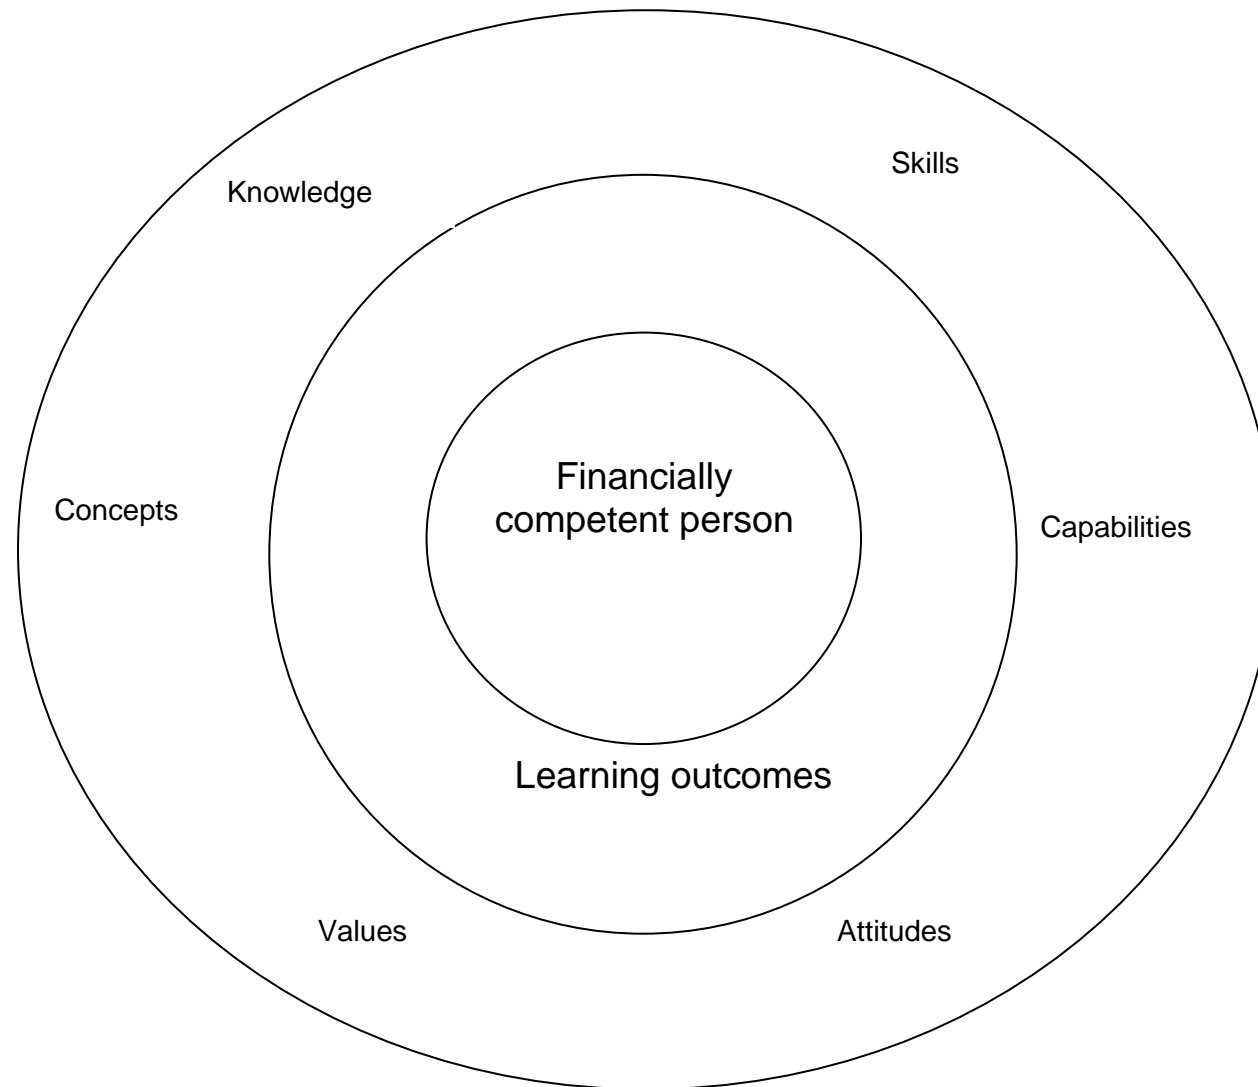 Skills
Knowledge
Financially
competent person
Concepts
Capabilities
Learning outcomes
Values
Attitudes